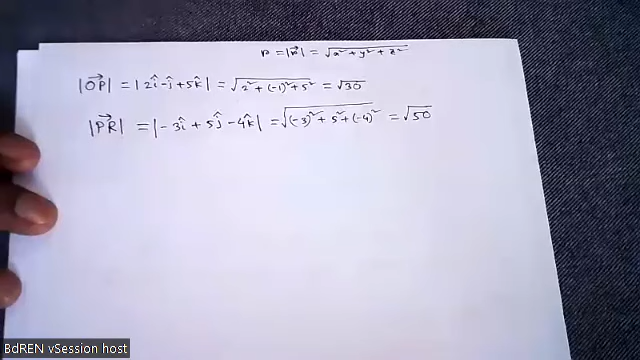 r = |r⃗| = √(x² + y² + z²)
|OP⃗| = |2î - ĵ + 5k̂| = √(2² + (-1)² + 5²) = √30
|PR⃗| = |-3î + 5ĵ - 4k̂| = √((-3)² + 5² + (-4)²) = √50
BdREN vSession host